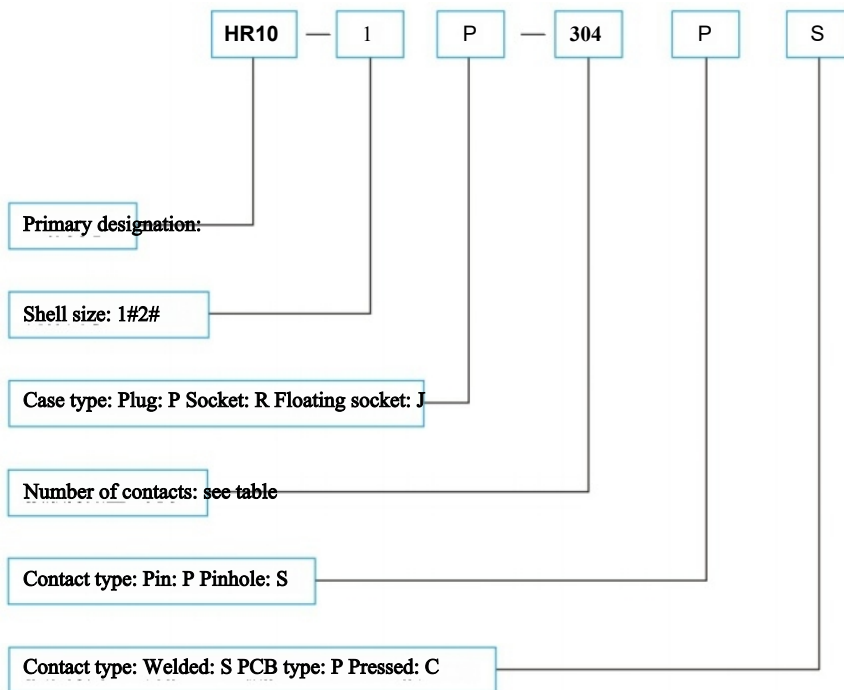 HR10 — 1 P — 304 P S
Primary designation:
Shell size: 1#2#
Case type: Plug: P Socket: R Floating socket: J
Number of contacts: see table
Contact type: Pin: P Pinhole: S
Contact type: Welded: S PCB type: P Pressed: C